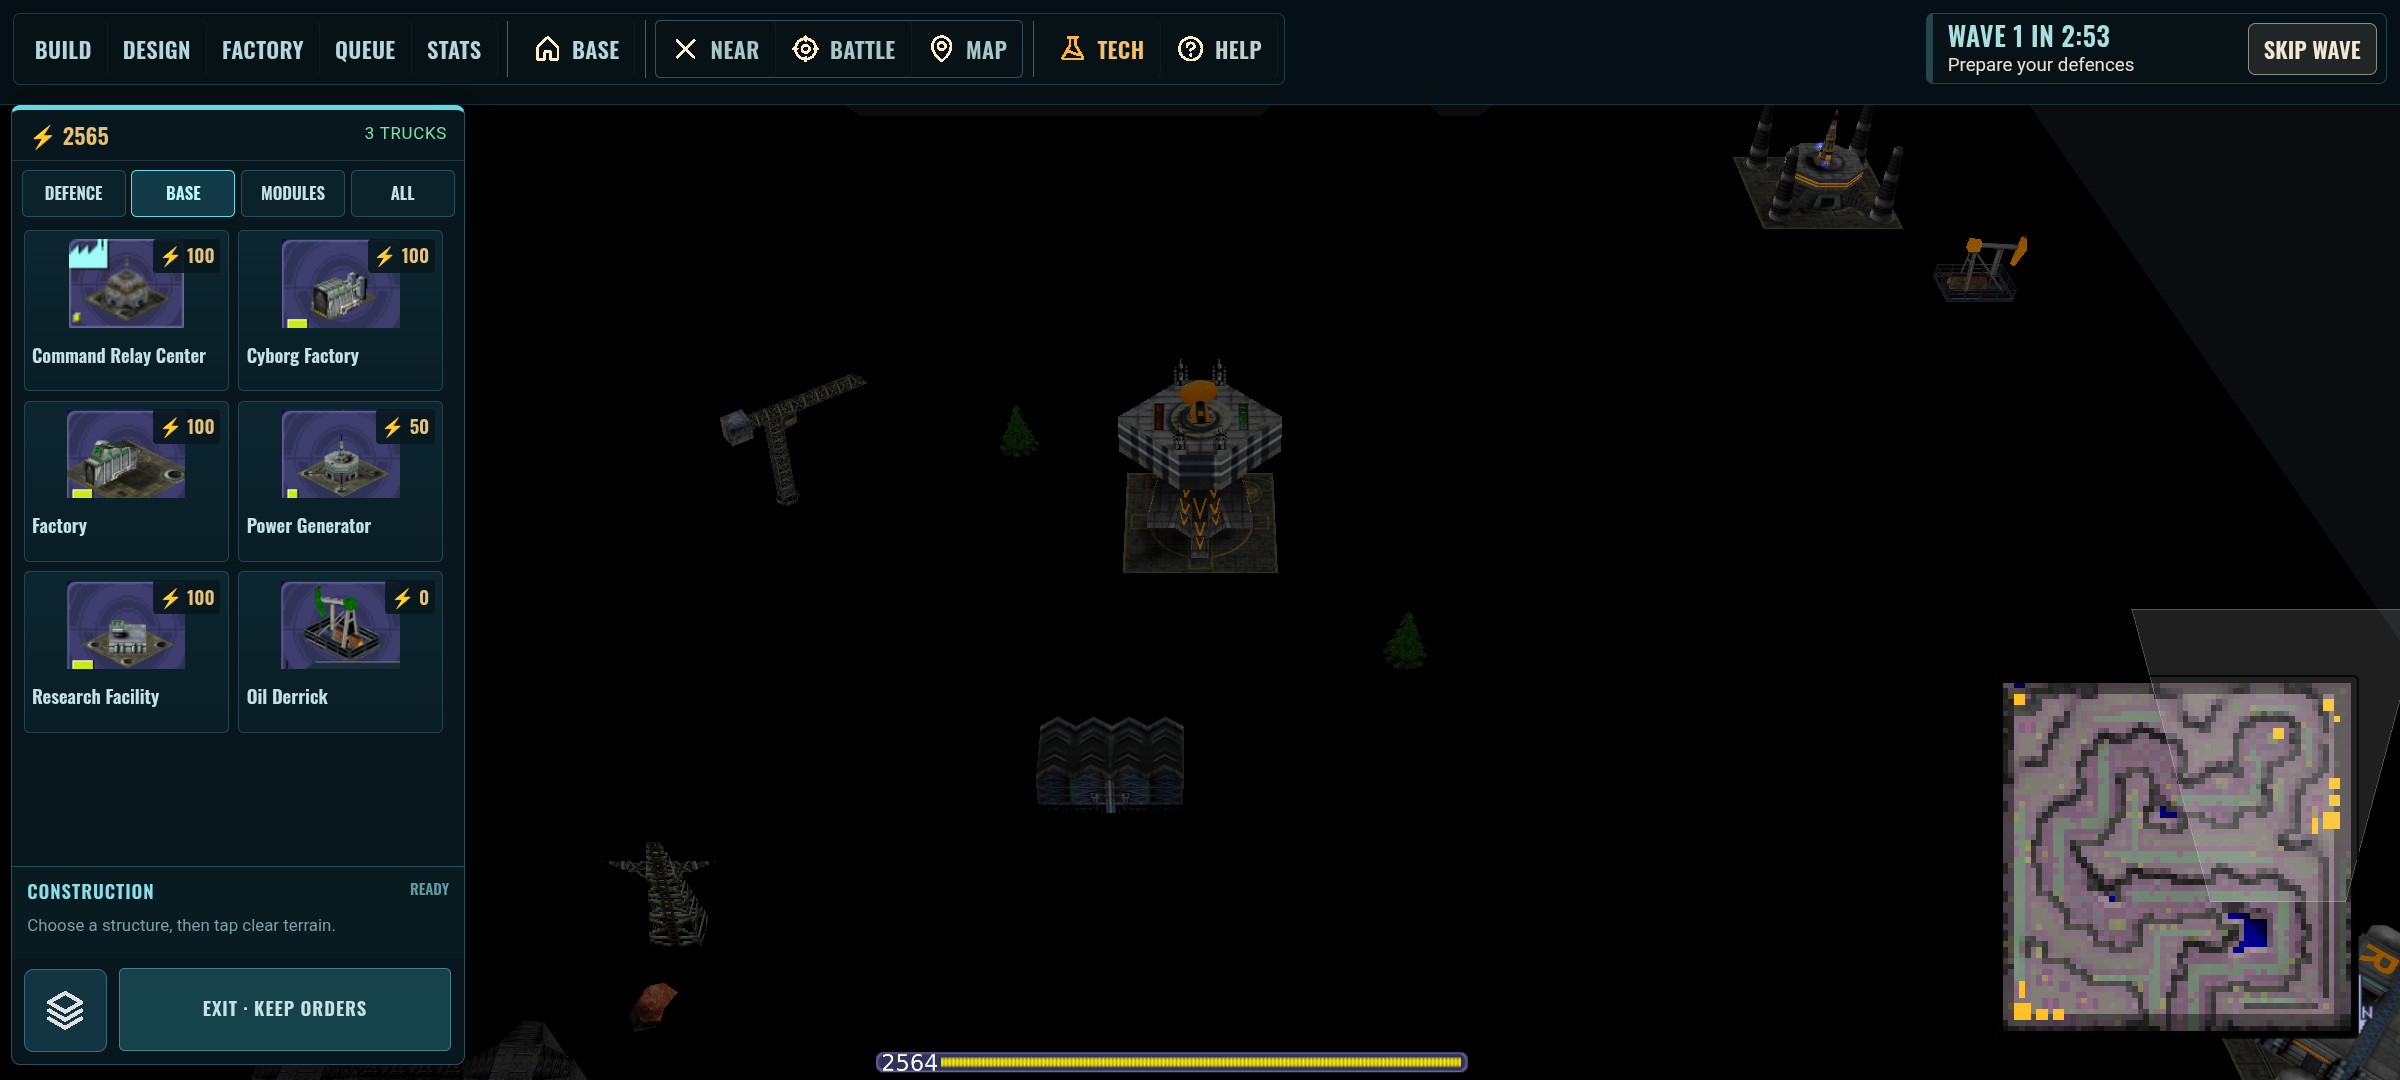 BUILD DESIGN FACTORY QUEUE STATS BASE NEAR BATTLE MAP TECH HELP
WAVE 1 IN 2:53
Prepare your defences
SKIP WAVE
2565
3 TRUCKS
DEFENCE BASE MODULES ALL
100
Command Relay Center
100
Cyborg Factory
100
Factory
50
Power Generator
100
Research Facility
0
Oil Derrick
CONSTRUCTION
READY
Choose a structure, then tap clear terrain.
EXIT · KEEP ORDERS
2564
R
N